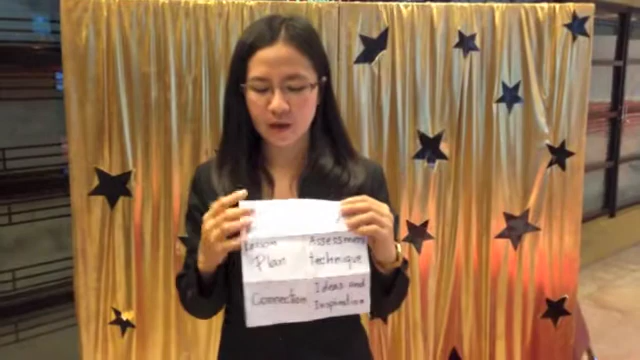 Lesson Assessment
Plan technique
Connection Ideas and
Inspiration